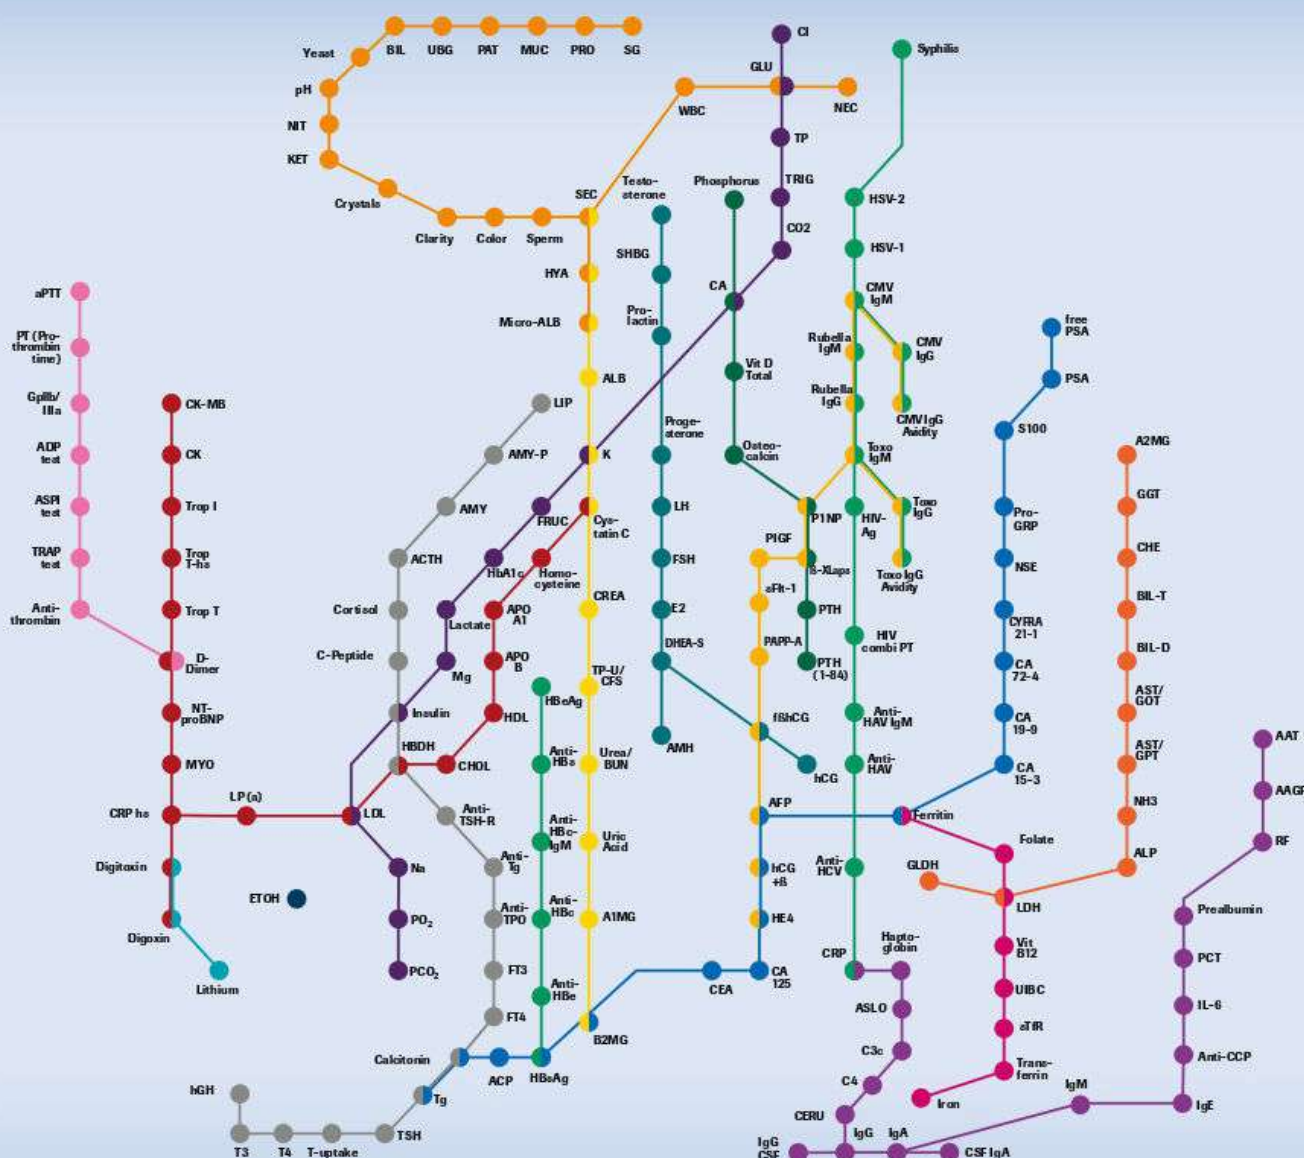 CI
Syphilis
Yeast
BIL
UBG
PAT
MUC
PRO
SG
GLU
pH
WBC
NEC
NIT
TP
KET
Crystals
Clarity
Color
Sperm
SEC
Testo-
sterone
Phosphorus
TRIG
HSV-2
CO2
SHBG
HSV-1
HYA
CA
CMV
IgM
aPTT
Micro-ALB
Pro-
lactin
free
PSA
PT (Pro-
thrombin
time)
Rubella
IgM
CMV
IgG
ALB
Vit D
Total
PSA
GpIIb/
IIIa
CK-MB
LIP
Rubella
IgG
CMV IgG
Avidity
Proge-
sterone
S100
A2MG
ADP
test
CK
AMY-P
K
Osteo-
calcin
Toxo
IgM
GGT
ASPI
test
Trop I
AMY
FRUC
Cys-
tatin C
LH
P1NP
HIV-
Ag
Toxo
IgG
Pro-
GRP
PIGF
TRAP
test
Trop
T-hs
ACTH
HbA1c
Homo-
cysteine
FSH
ß-XLaps
Toxo IgG
Avidity
NSE
CHE
sFlt-1
BIL-T
Anti-
thrombin
Trop T
Cortisol
Lactate
APO
A1
CREA
E2
PTH
CYFRA
21-1
HIV
combi PT
BIL-D
D-
Dimer
C-Peptide
Mg
APO
B
TP-U/
CFS
DHEA-S
PAPP-A
PTH
(1-84)
CA
72-4
HBeAg
AST/
GOT
NT-
proBNP
Insulin
HDL
fßhCG
Anti-
HAV IgM
CA
19-9
AMH
AAT
MYO
HBDH
CHOL
Anti-
HBs
Urea/
BUN
hCG
Anti-
HAV
CA
15-3
AST/
GPT
AAGP
CRP hs
LP(a)
LDL
Anti-
TSH-R
Anti-
HBc-
IgM
Uric
Acid
AFP
Ferritin
NH3
Folate
RF
Digitoxin
Na
Anti-
Tg
hCG
+ß
Anti-
HCV
GLDH
ALP
ETOH
LDH
Digoxin
PO2
Anti-
TPO
Anti-
HBc
A1MG
HE4
Prealbumin
Hapto-
globin
Vit
B12
CRP
Lithium
PCO2
FT3
Anti-
HBe
CEA
CA
125
PCT
UIBC
ASLO
IL-6
FT4
B2MG
sTfR
C3c
Calcitonin
ACP
HBsAg
Trans-
ferrin
Anti-CCP
hGH
Tg
C4
Iron
IgM
IgE
CERU
T3
T4
T-uptake
TSH
IgG
CSF
IgG
IgA
CSF IgA